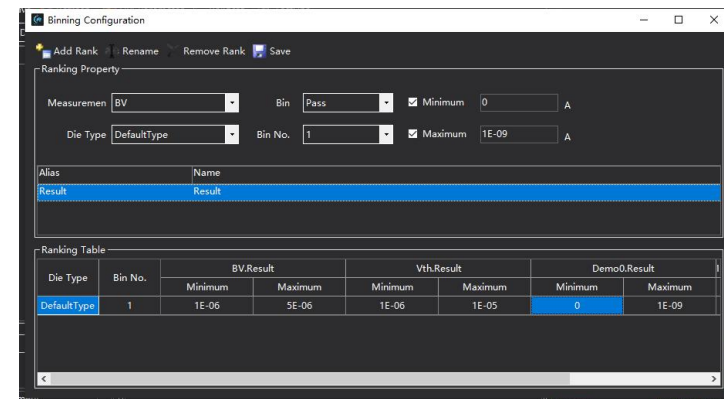 Binning Configuration
Add Rank Rename Remove Rank Save
Ranking Property
Measuremen BV Bin Pass Minimum 0 A
Die Type DefaultType Bin No. 1 Maximum 1E-09 A
Alias Name
Result Result
Ranking Table
Die Type Bin No. BV.Result Vth.Result Demo0.Result
Minimum Maximum Minimum Maximum Minimum Maximum
DefaultType 1 1E-06 5E-06 1E-06 1E-05 0 1E-09